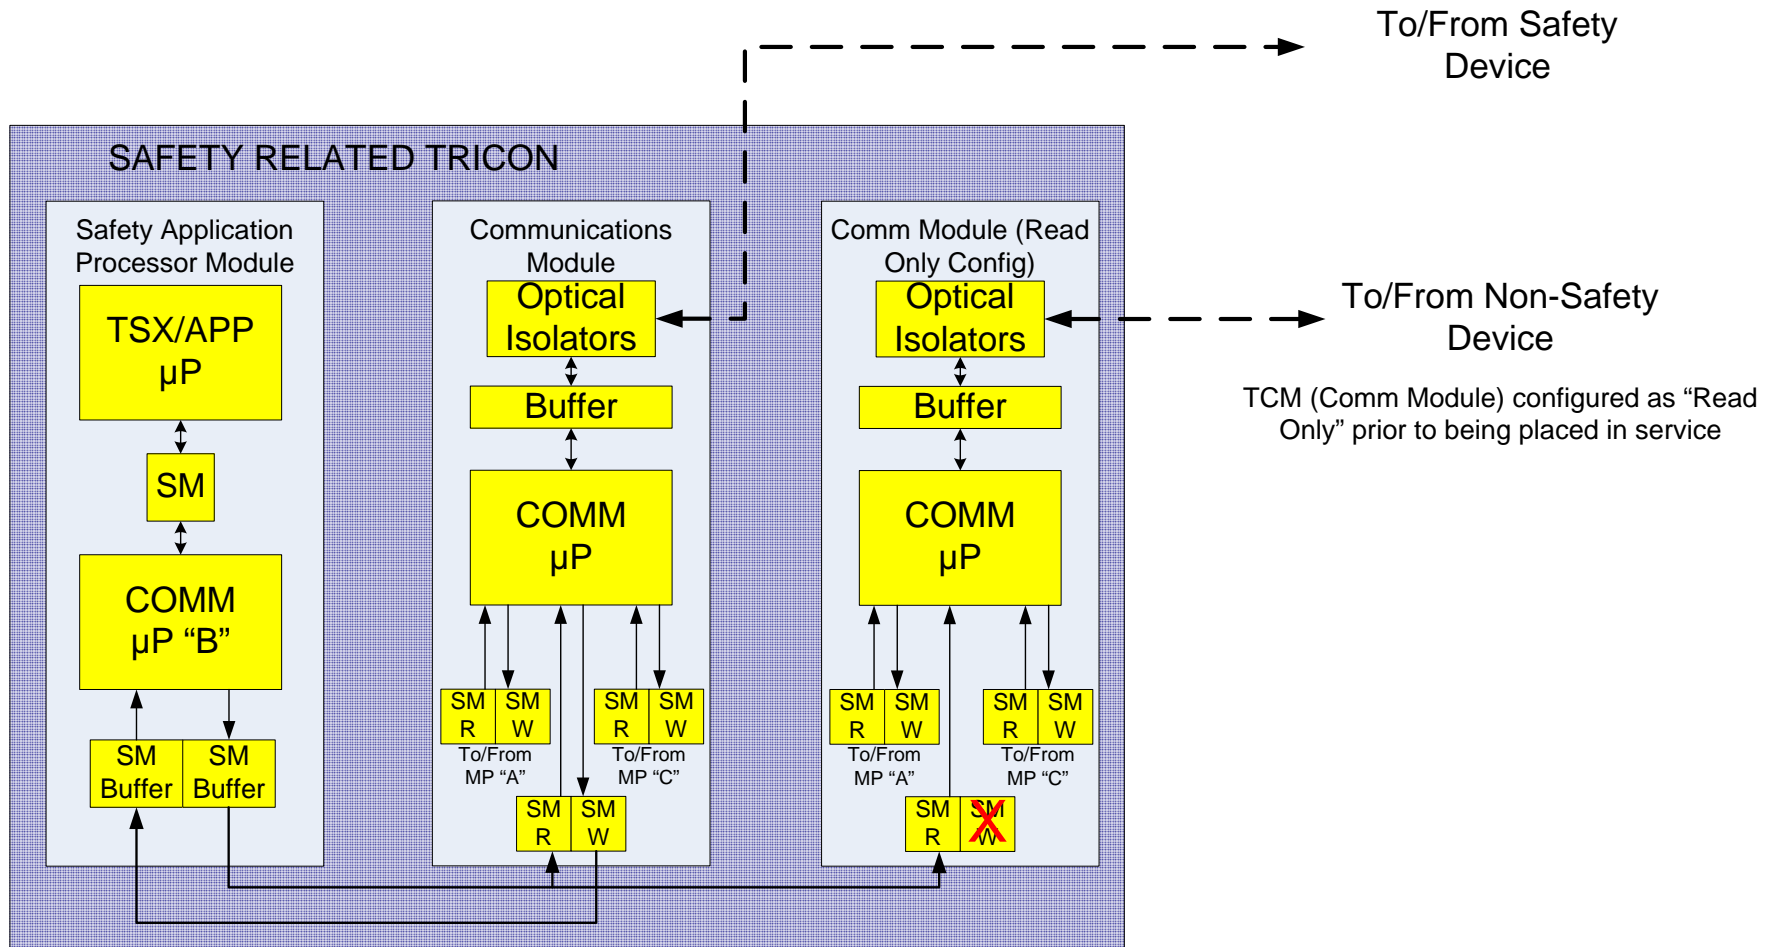 To/From Safety
Device
SAFETY RELATED TRICON
Safety Application
Processor Module
TSX/APP
µP
SM
COMM
µP “B”
SM
Buffer
SM
Buffer
Communications
Module
Optical
Isolators
Buffer
COMM
µP
SM
R
SM
W
To/From
MP “A”
SM
R
SM
W
To/From
MP “C”
SM
R
SM
W
Comm Module (Read
Only Config)
Optical
Isolators
Buffer
COMM
µP
SM
R
SM
W
To/From
MP “A”
SM
R
SM
W
To/From
MP “C”
SM
R
SM
W
X
To/From Non-Safety
Device
TCM (Comm Module) configured as “Read
Only” prior to being placed in service